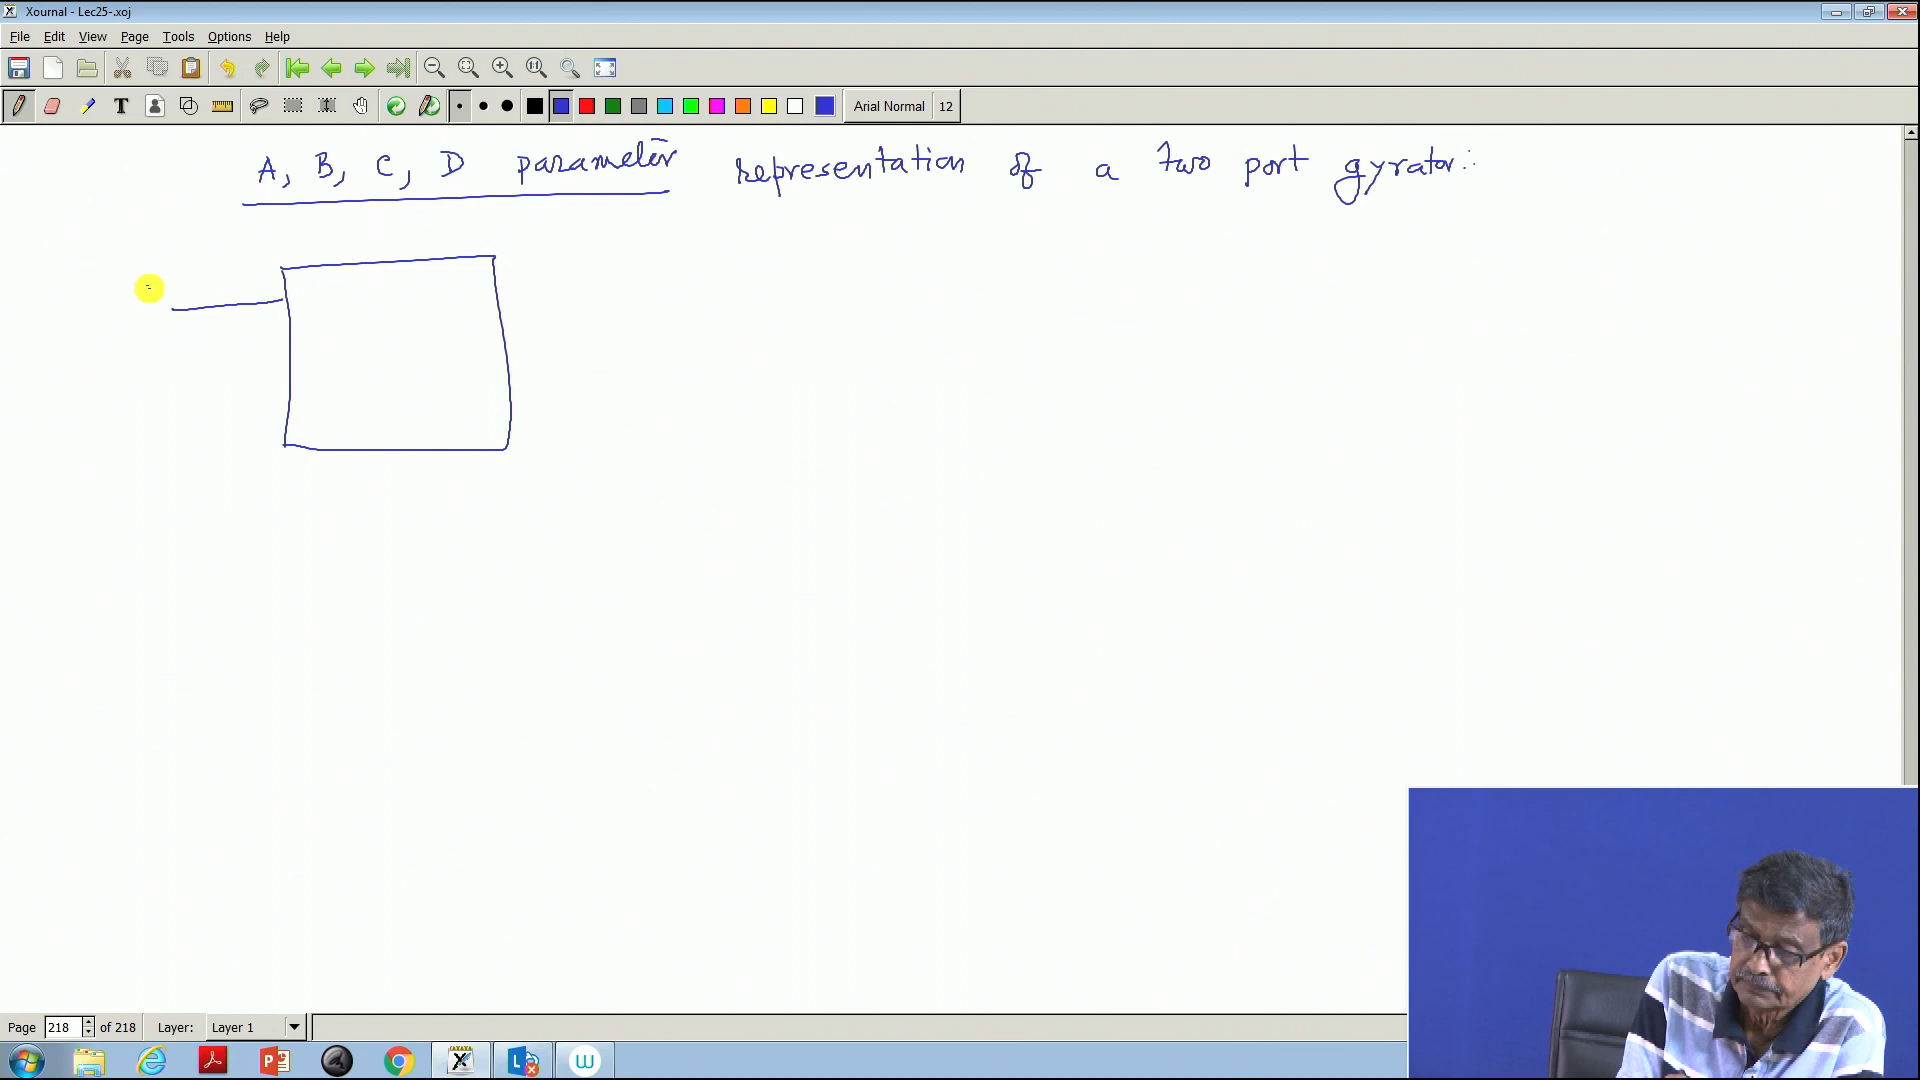 Xournal - Lec25-.xoj
File Edit View Page Tools Options Help
T Arial Normal 12
A, B, C, D parameter representation of a two port gyrator:
Page 218 of 218 Layer: Layer 1